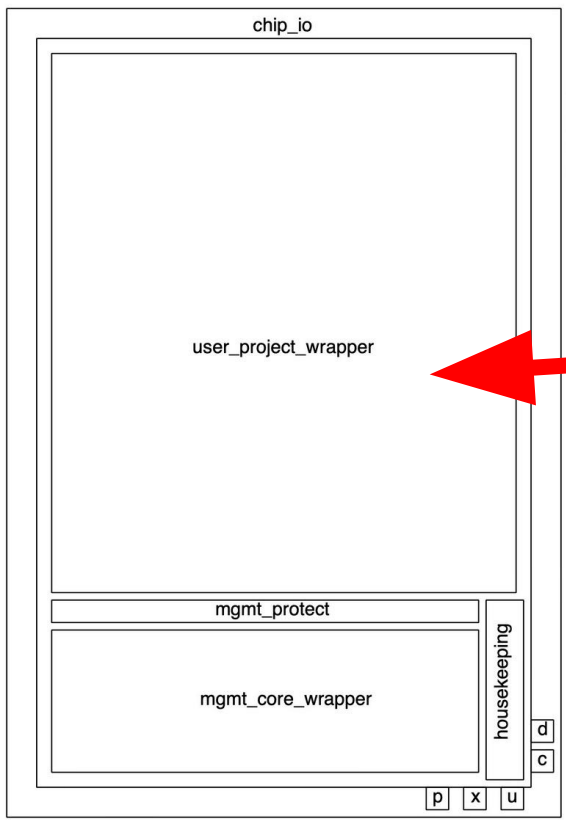 chip_io
user_project_wrapper
mgmt_protect
mgmt_core_wrapper
housekeeping
d
c
p x u